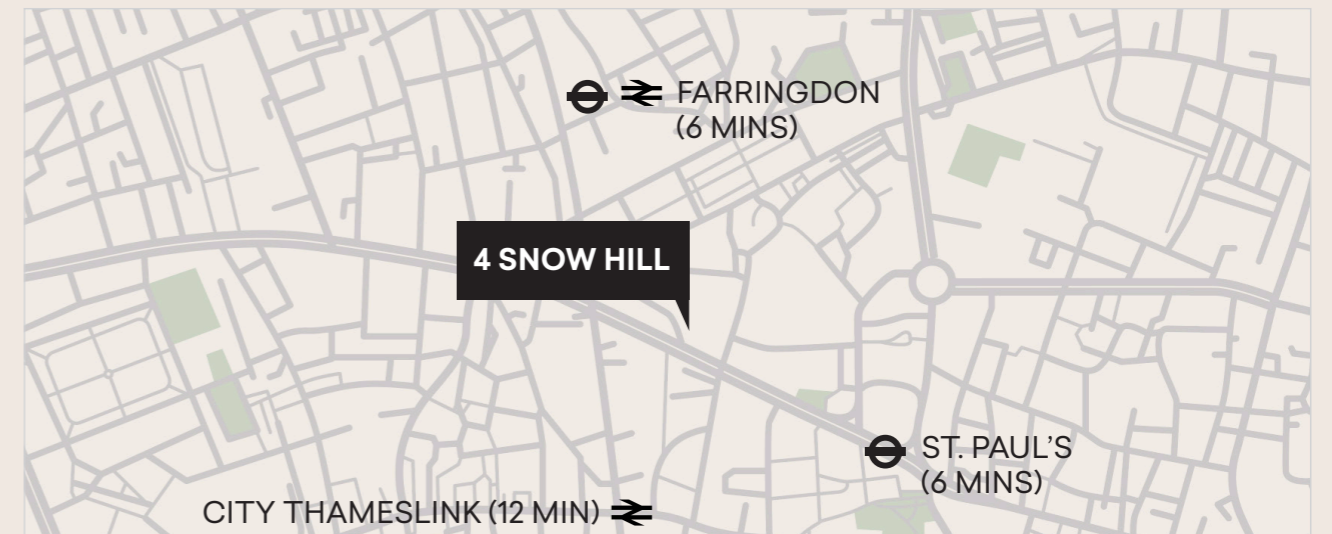 FARRINGDON
(6 MINS)
4 SNOW HILL
ST. PAUL’S
(6 MINS)
CITY THAMESLINK (12 MIN)